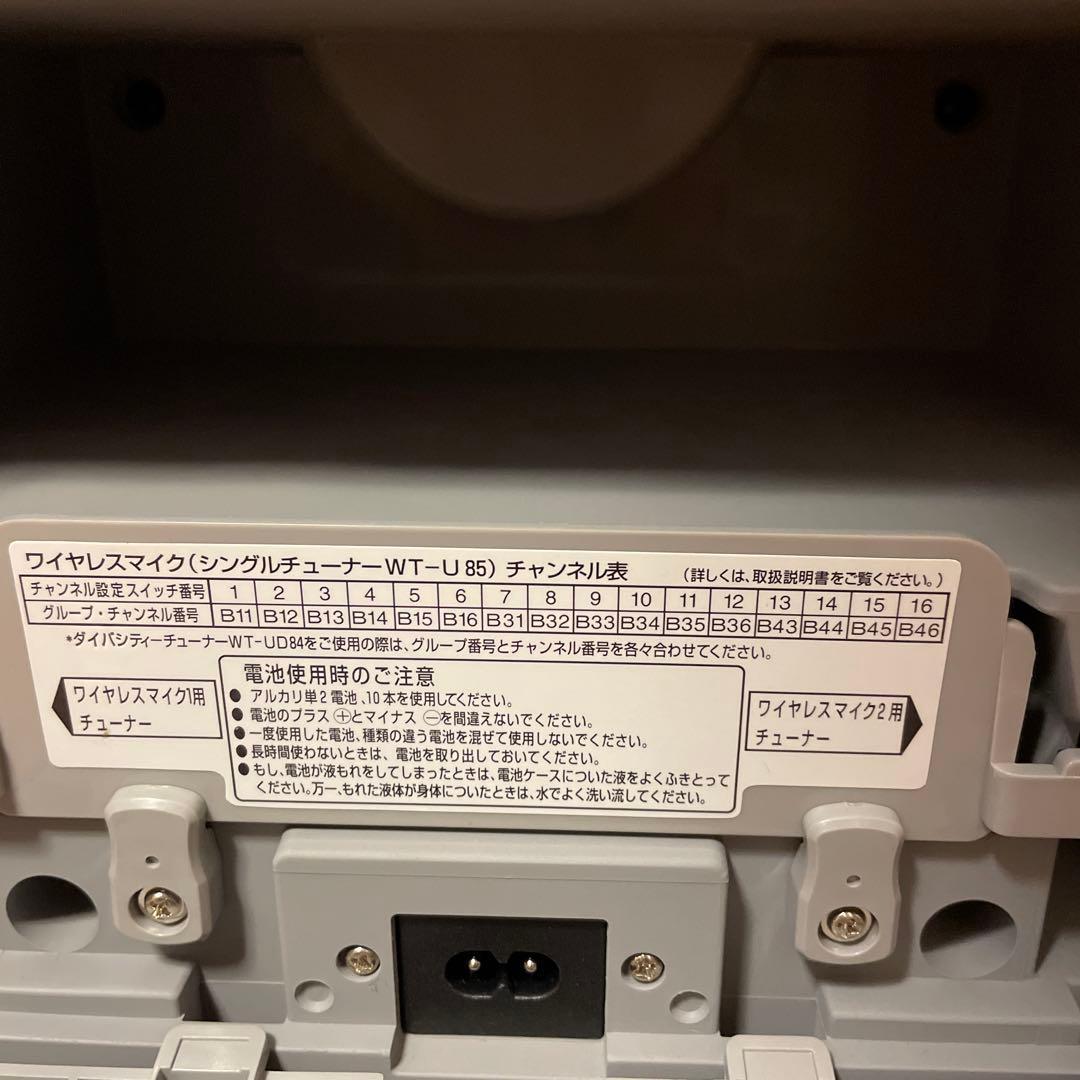 ワイヤレスマイク(シングルチューナーWT-U85)チャンネル表 (詳しくは、取扱説明書をご覧ください。)
チャンネル設定スイッチ番号 1 2 3 4 5 6 7 8 9 10 11 12 13 14 15 16
グループ・チャンネル番号 B11 B12 B13 B14 B15 B16 B31 B32 B33 B34 B35 B36 B43 B44 B45 B46
*ダイバシティーチューナーWT-UD84をご使用の際は、グループ番号とチャンネル番号を各々合わせてください。
ワイヤレスマイク1用
チューナー
電池使用時のご注意
● アルカリ単2電池、10本を使用してください。
● 電池のプラス⊕とマイナス⊖を間違えないでください。
● 一度使用した電池、種類の違う電池を混ぜて使用しないでください。
● 長時間使わないときは、電池を取り出しておいてください。
● もし、電池が液もれをしてしまったときは、電池ケースについた液をよくふきとって
ください。万一、もれた液体が身体についたときは、水でよく洗い流してください。
ワイヤレスマイク2用
チューナー